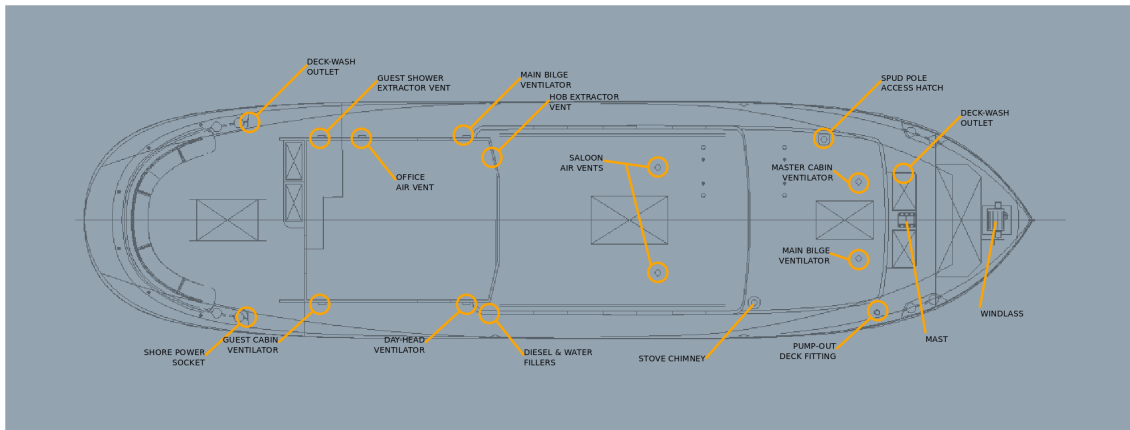 DECK-WASH
OUTLET
GUEST SHOWER
EXTRACTOR VENT
MAIN BILGE
VENTILATOR
HOB EXTRACTOR
VENT
SPUD POLE
ACCESS HATCH
DECK-WASH
OUTLET
SALOON
AIR VENTS
MASTER CABIN
VENTILATOR
OFFICE
AIR VENT
MAIN BILGE
VENTILATOR
WINDLASS
MAST
GUEST CABIN
VENTILATOR
DAY-HEAD
VENTILATOR
SHORE POWER
SOCKET
DIESEL & WATER
FILLERS
STOVE CHIMNEY
PUMP-OUT
DECK FITTING